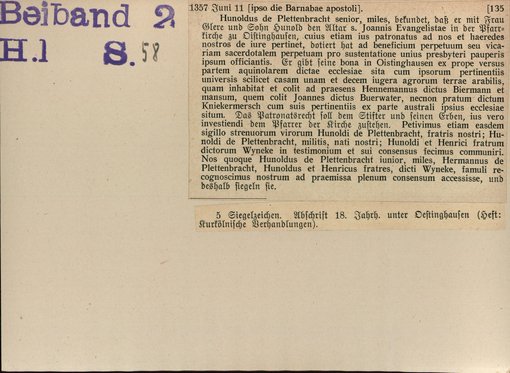 Beiband 2
H.1 S. 58
1357 Juni 11 [ipso die Barnabae apostoli]. [135
Hunoldus de Plettenbracht senior, miles, bekundet, daß er mit Frau
Glere und Sohn Hunold den Altar s. Joannis Evangelistae in der Pfarr-
kirche zu Oistinghausen, cuius etiam ius patronatus ad nos et haeredes
nostros de iure pertinet, dotiert hat ad beneficium perpetuum seu vica-
riam sacerdotalem perpetuam pro sustentatione unius presbyteri pauperis
ipsum officiantis. Er gibt seine bona in Oistinghausen ex prope versus
partem aquinolarem dictae ecclesiae sita cum ipsorum pertinentiis
universis scilicet casam unam et decem iugera agrorum terrae arabilis,
quam inhabitat et colit ad praesens Hennemannus dictus Biermann et
mansum, quem colit Joannes dictus Buerwater, necnon pratum dictum
Kniekermersch cum suis pertinentiis ex parte australi ipsius ecclesiae
situm. Das Patronatsrecht soll dem Stifter und seinen Erben, ius vero
investiendi dem Pfarrer der Kirche zustehen. Petivimus etiam easdem
sigillo strenuorum virorum Hunoldi de Plettenbracht, fratris nostri; Hu-
noldi de Plettenbracht, militis, nati nostri; Hunoldi et Henrici fratrum
dictorum Wyneke in testimonium et sui consensus fecimus communiri.
Nos quoque Hunoldus de Plettenbracht iunior, miles, Hermannus de
Plettenbracht, Hunoldus et Henricus fratres, dicti Wyneke, famuli re-
cognoscimus nostrum ad praemissa plenum consensum accessisse, und
deshalb siegeln sie.
5 Siegelzeichen. Abschrift 18. Jahrh. unter Oestinghausen (Heft:
Kurkölnische Verhandlungen).